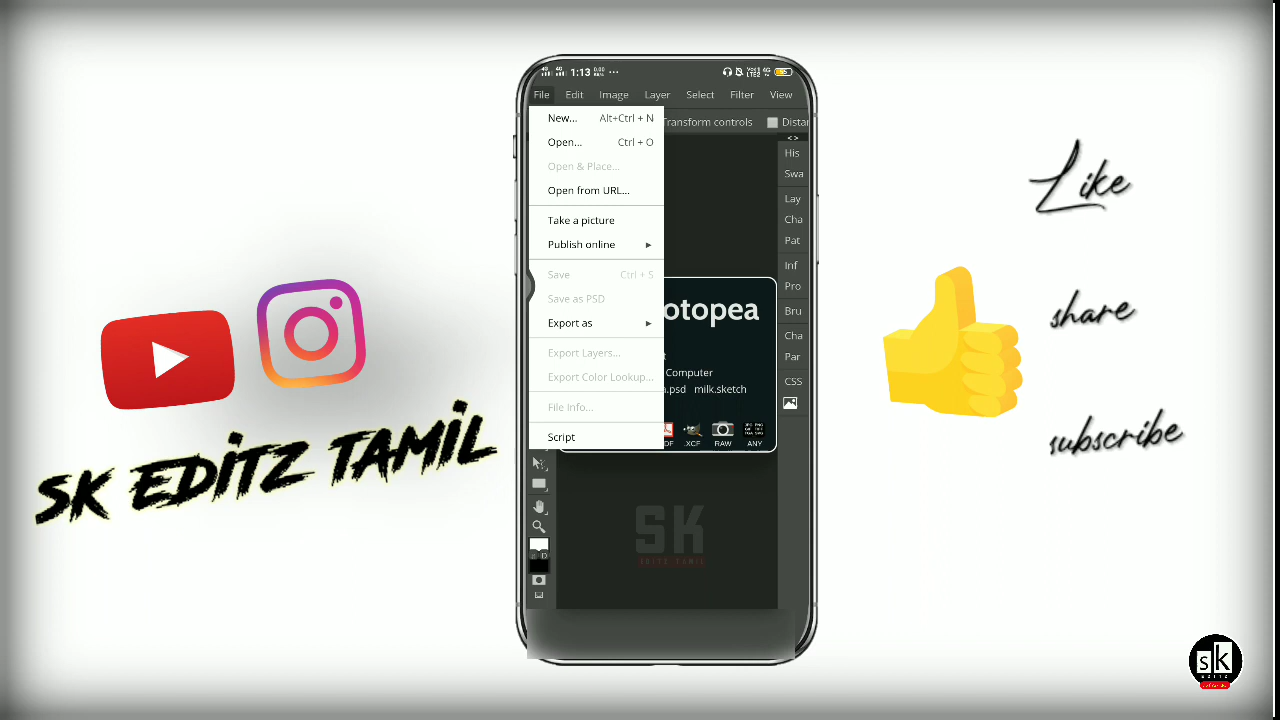 1:13
File Edit Image Layer Select Filter View
New... Alt+Ctrl + N
Transform controls
Open... Ctrl + O
Open & Place...
Open from URL...
Take a picture
Publish online
Save Ctrl + S
Save as PSD
Export as
Export Layers...
Export Color Lookup...
File Info...
Script
< >
His
Swa
Lay
Cha
Pat
Inf
Pro
Bru
Cha
Par
CSS
otopea
Computer
.psd milk.sketch
.XCF RAW ANY
SK
EDITZ TAMIL
SK EDITZ TAMIL
Like
share
subscribe
sk